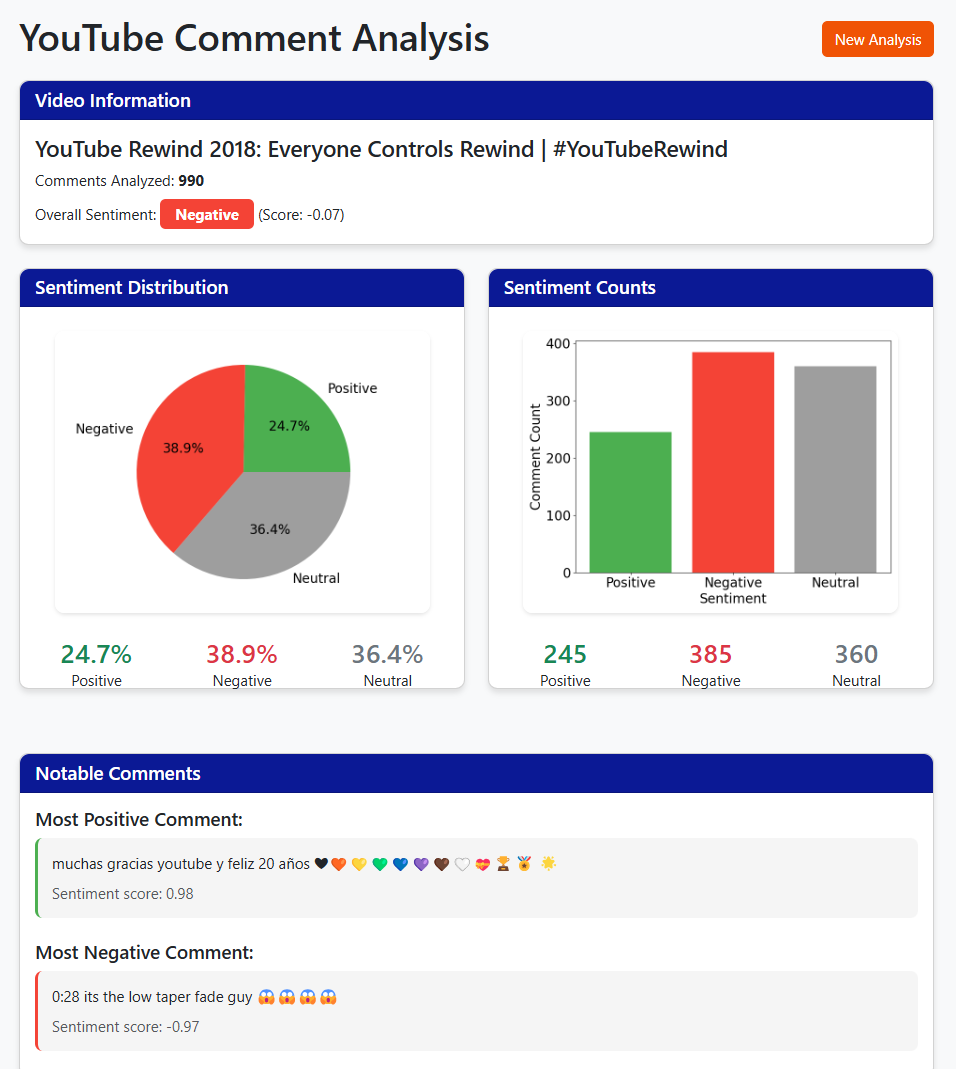 YouTube Comment Analysis
New Analysis
Video Information
YouTube Rewind 2018: Everyone Controls Rewind | #YouTubeRewind
Comments Analyzed: 990
Overall Sentiment: Negative (Score: -0.07)
Sentiment Distribution
Positive
24.7%
Negative
38.9%
36.4%
Neutral
24.7%
Positive
38.9%
Negative
36.4%
Neutral
Sentiment Counts
400
300
200
100
0
Comment Count
Positive
Negative
Neutral
Sentiment
245
Positive
385
Negative
360
Neutral
Notable Comments
Most Positive Comment:
muchas gracias youtube y feliz 20 años 🖤🧡💛💚💙💜🤎🤍💝🏆🏅🌟
Sentiment score: 0.98
Most Negative Comment:
0:28 its the low taper fade guy 😱😱😱😱
Sentiment score: -0.97